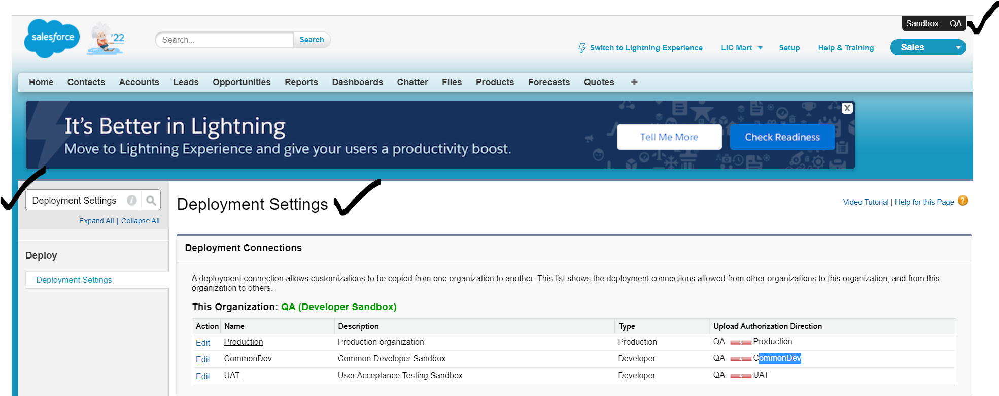 Sandbox: QA
salesforce
'22
Search...
Search
Switch to Lightning Experience
LIC Mart
Setup
Help & Training
Sales
Home Contacts Accounts Leads Opportunities Reports Dashboards Chatter Files Products Forecasts Quotes +
It's Better in Lightning
Move to Lightning Experience and give your users a productivity boost.
Tell Me More
Check Readiness
X
Deployment Settings
Expand All | Collapse All
Deploy
Deployment Settings
Deployment Settings
Video Tutorial | Help for this Page ?
Deployment Connections
A deployment connection allows customizations to be copied from one organization to another. This list shows the deployment connections allowed from other organizations to this organization, and from this
organization to others.
This Organization: QA (Developer Sandbox)
Action Name Description Type Upload Authorization Direction
Edit Production Production organization Production QA Production
Edit CommonDev Common Developer Sandbox Developer QA CommonDev
Edit UAT User Acceptance Testing Sandbox Developer QA UAT